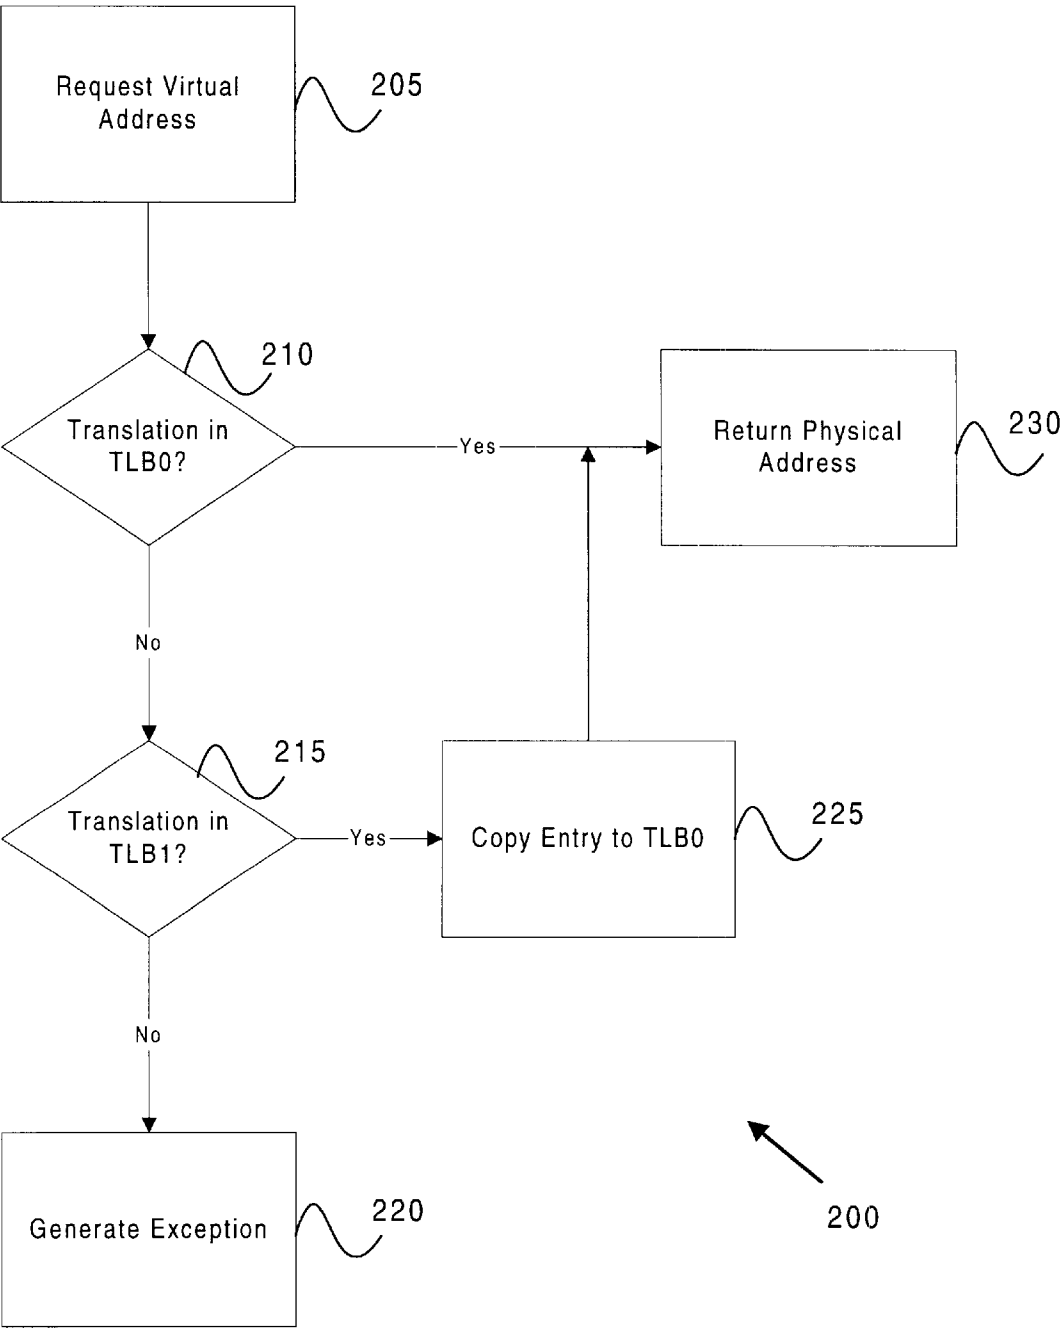 Request Virtual
Address
205
210
Translation in
TLB0?
Yes
Return Physical
Address
230
No
215
Translation in
TLB1?
Yes
Copy Entry to TLB0
225
No
Generate Exception
220
200